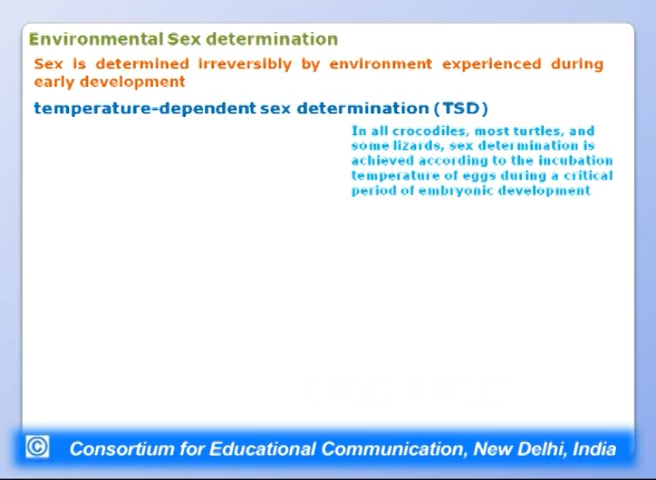 Environmental Sex determination
Sex is determined irreversibly by environment experienced during
early development
temperature-dependent sex determination (TSD)
In all crocodiles, most turtles, and
some lizards, sex determination is
achieved according to the incubation
temperature of eggs during a critical
period of embryonic development
© Consortium for Educational Communication, New Delhi, India